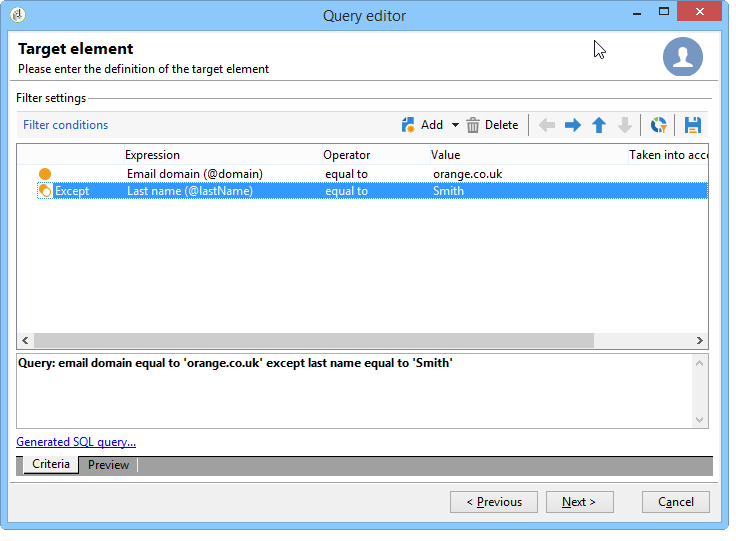 Query editor
Target element
Please enter the definition of the target element
Filter settings
Filter conditions Add Delete
Expression Operator Value Taken into acc
Email domain (@domain) equal to orange.co.uk
Except Last name (@lastName) equal to Smith
Query: email domain equal to 'orange.co.uk' except last name equal to 'Smith'
Generated SQL query...
Criteria Preview
< Previous Next > Cancel